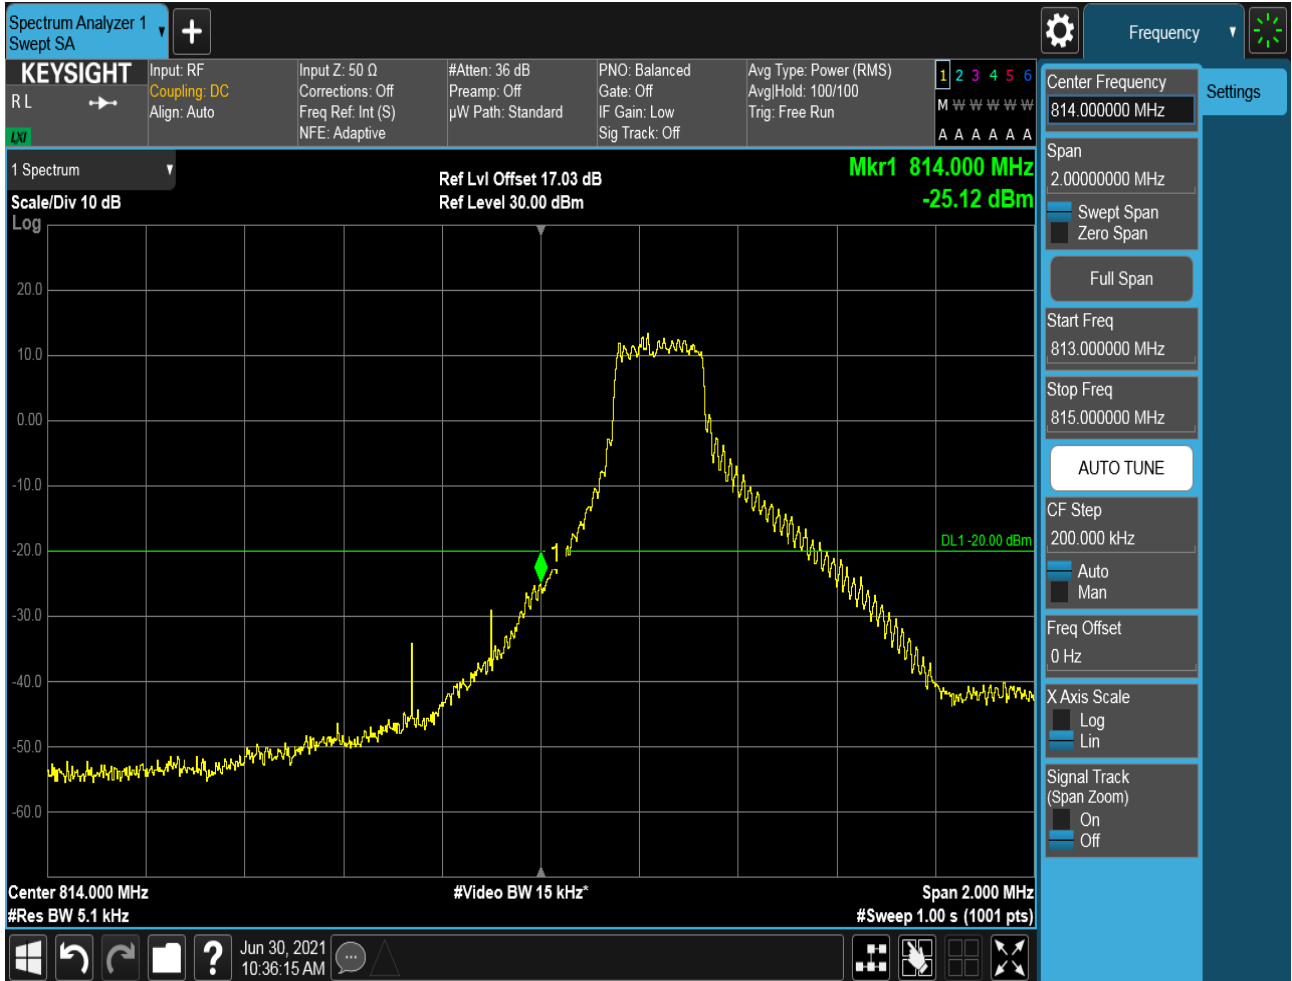 Spectrum Analyzer 1
Swept SA
Frequency
KEYSIGHT
R L
LXI
Input: RF
Coupling: DC
Align: Auto
Input Z: 50 Ω
Corrections: Off
Freq Ref: Int (S)
NFE: Adaptive
#Atten: 36 dB
Preamp: Off
µW Path: Standard
PNO: Balanced
Gate: Off
IF Gain: Low
Sig Track: Off
Avg Type: Power (RMS)
Avg|Hold: 100/100
Trig: Free Run
1 2 3 4 5 6
M W W W W W
A A A A A A
1 Spectrum
Scale/Div 10 dB
Log
Ref Lvl Offset 17.03 dB
Ref Level 30.00 dBm
Mkr1 814.000 MHz
-25.12 dBm
20.0
10.0
0.00
-10.0
-20.0
-30.0
-40.0
-50.0
-60.0
1
DL1 -20.00 dBm
Center 814.000 MHz
#Res BW 5.1 kHz
#Video BW 15 kHz*
Span 2.000 MHz
#Sweep 1.00 s (1001 pts)
Jun 30, 2021
10:36:15 AM
?
Center Frequency
814.000000 MHz
Settings
Span
2.00000000 MHz
Swept Span
Zero Span
Full Span
Start Freq
813.000000 MHz
Stop Freq
815.000000 MHz
AUTO TUNE
CF Step
200.000 kHz
Auto
Man
Freq Offset
0 Hz
X Axis Scale
Log
Lin
Signal Track
(Span Zoom)
On
Off